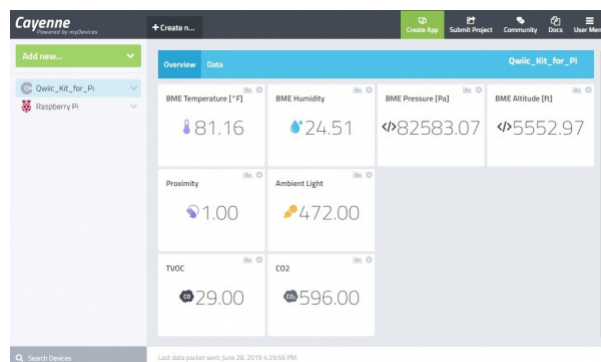 Cayenne
Powered by myDevices
+ Create n...
Create App
Submit Project
Community
Docs
User Men
Add new...
Qwiic_Kit_for_Pi
Raspberry Pi
Overview
Data
Qwiic_Kit_for_Pi
BME Temperature [°F]
81.16
BME Humidity
24.51
BME Pressure [Pa]
</>82583.07
BME Altitude [ft]
</>5552.97
Proximity
1.00
Ambient Light
472.00
TVOC
29.00
CO2
596.00
Search Devices
Last data packet sent: June 28, 2019 4:29:56 PM